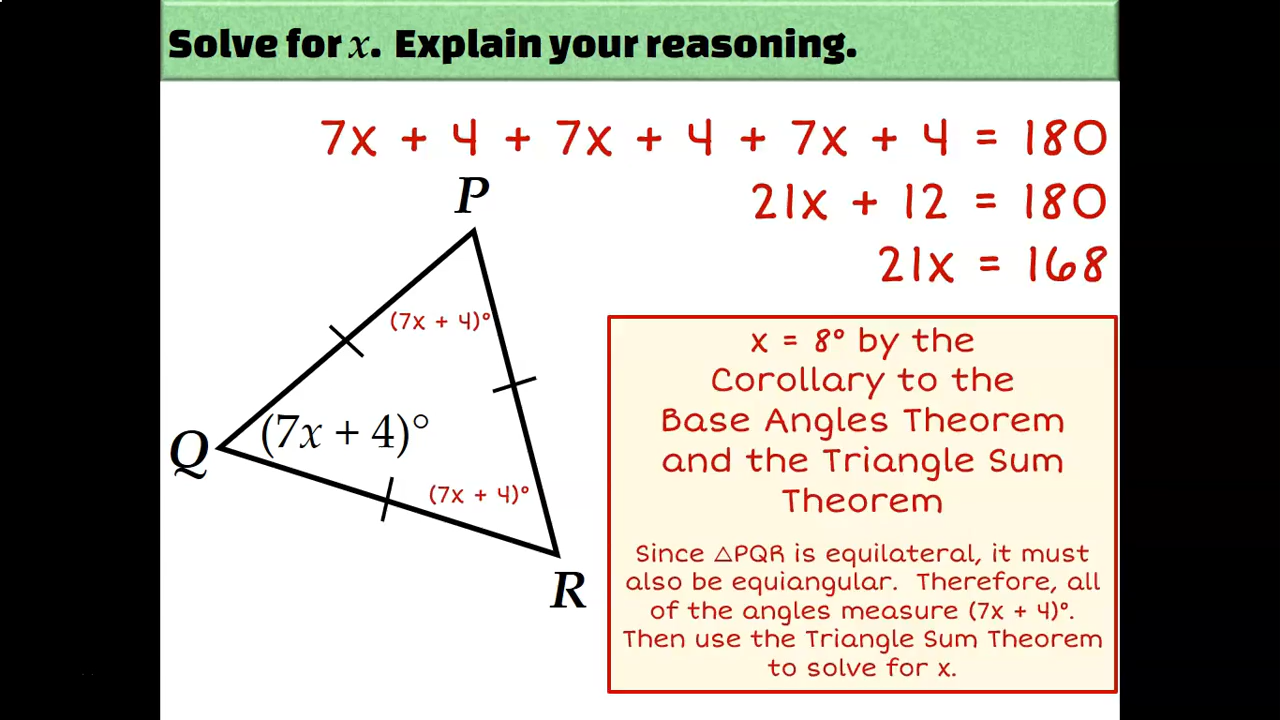 Solve for x. Explain your reasoning.
7x + 4 + 7x + 4 + 7x + 4 = 180
21x + 12 = 180
21x = 168
P
(7x + 4)°
Q
(7x + 4)°
(7x + 4)°
R
x = 8° by the
Corollary to the
Base Angles Theorem
and the Triangle Sum
Theorem
Since △PQR is equilateral, it must
also be equiangular. Therefore, all
of the angles measure (7x + 4)°.
Then use the Triangle Sum Theorem
to solve for x.